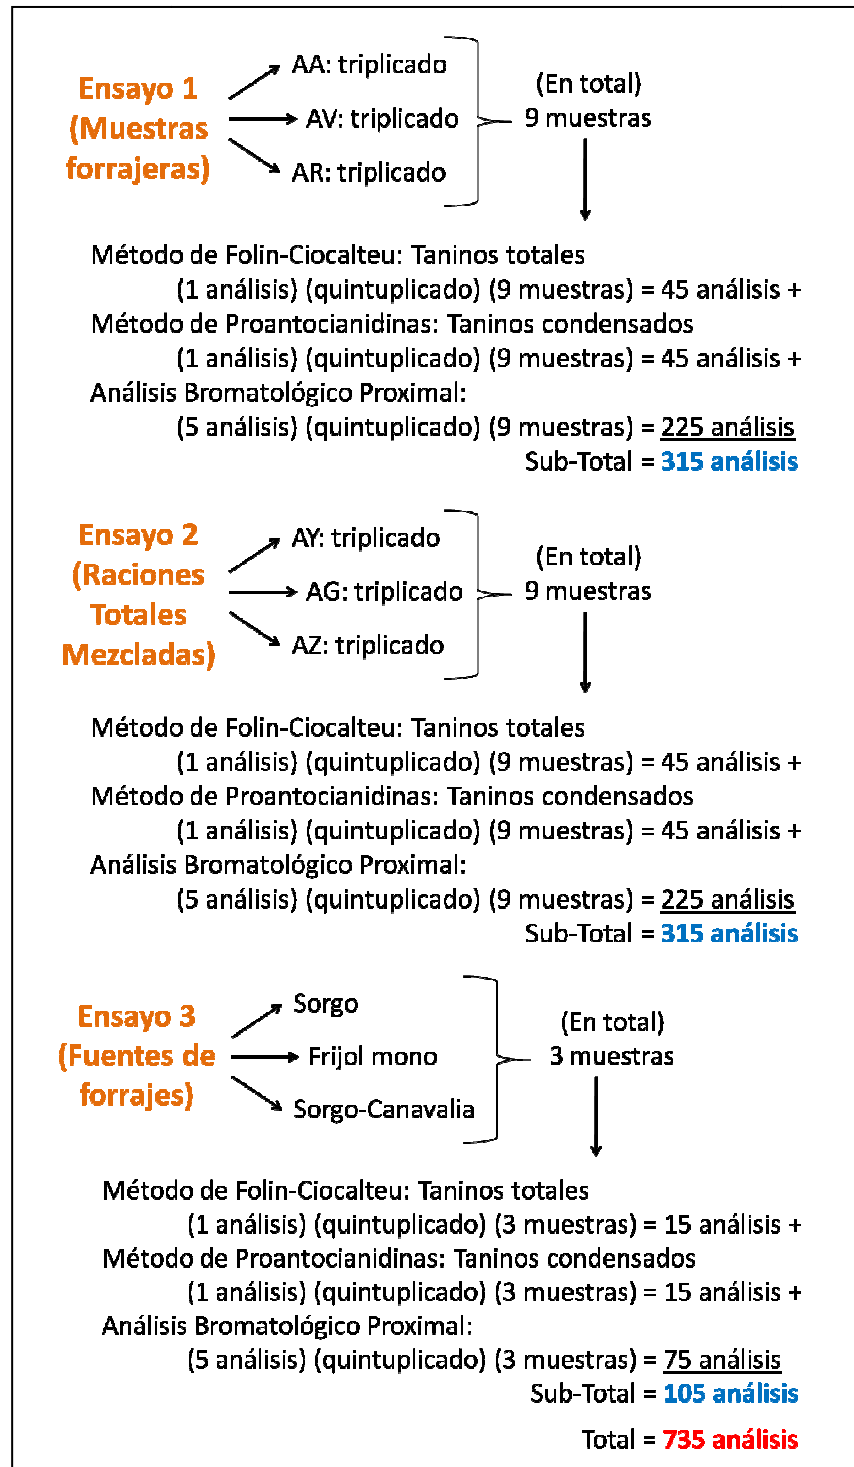 Ensayo 1
(Muestras
forrajeras)
AA: triplicado
AV: triplicado
AR: triplicado
(En total)
9 muestras
Método de Folin-Ciocalteu: Taninos totales
(1 análisis) (quintuplicado) (9 muestras) = 45 análisis +
Método de Proantocianidinas: Taninos condensados
(1 análisis) (quintuplicado) (9 muestras) = 45 análisis +
Análisis Bromatológico Proximal:
(5 análisis) (quintuplicado) (9 muestras) = 225 análisis
Sub-Total = 315 análisis
Ensayo 2
(Raciones
Totales
Mezcladas)
AY: triplicado
AG: triplicado
AZ: triplicado
(En total)
9 muestras
Método de Folin-Ciocalteu: Taninos totales
(1 análisis) (quintuplicado) (9 muestras) = 45 análisis +
Método de Proantocianidinas: Taninos condensados
(1 análisis) (quintuplicado) (9 muestras) = 45 análisis +
Análisis Bromatológico Proximal:
(5 análisis) (quintuplicado) (9 muestras) = 225 análisis
Sub-Total = 315 análisis
Ensayo 3
(Fuentes de
forrajes)
Sorgo
Frijol mono
Sorgo-Canavalia
(En total)
3 muestras
Método de Folin-Ciocalteu: Taninos totales
(1 análisis) (quintuplicado) (3 muestras) = 15 análisis +
Método de Proantocianidinas: Taninos condensados
(1 análisis) (quintuplicado) (3 muestras) = 15 análisis +
Análisis Bromatológico Proximal:
(5 análisis) (quintuplicado) (3 muestras) = 75 análisis
Sub-Total = 105 análisis
Total = 735 análisis